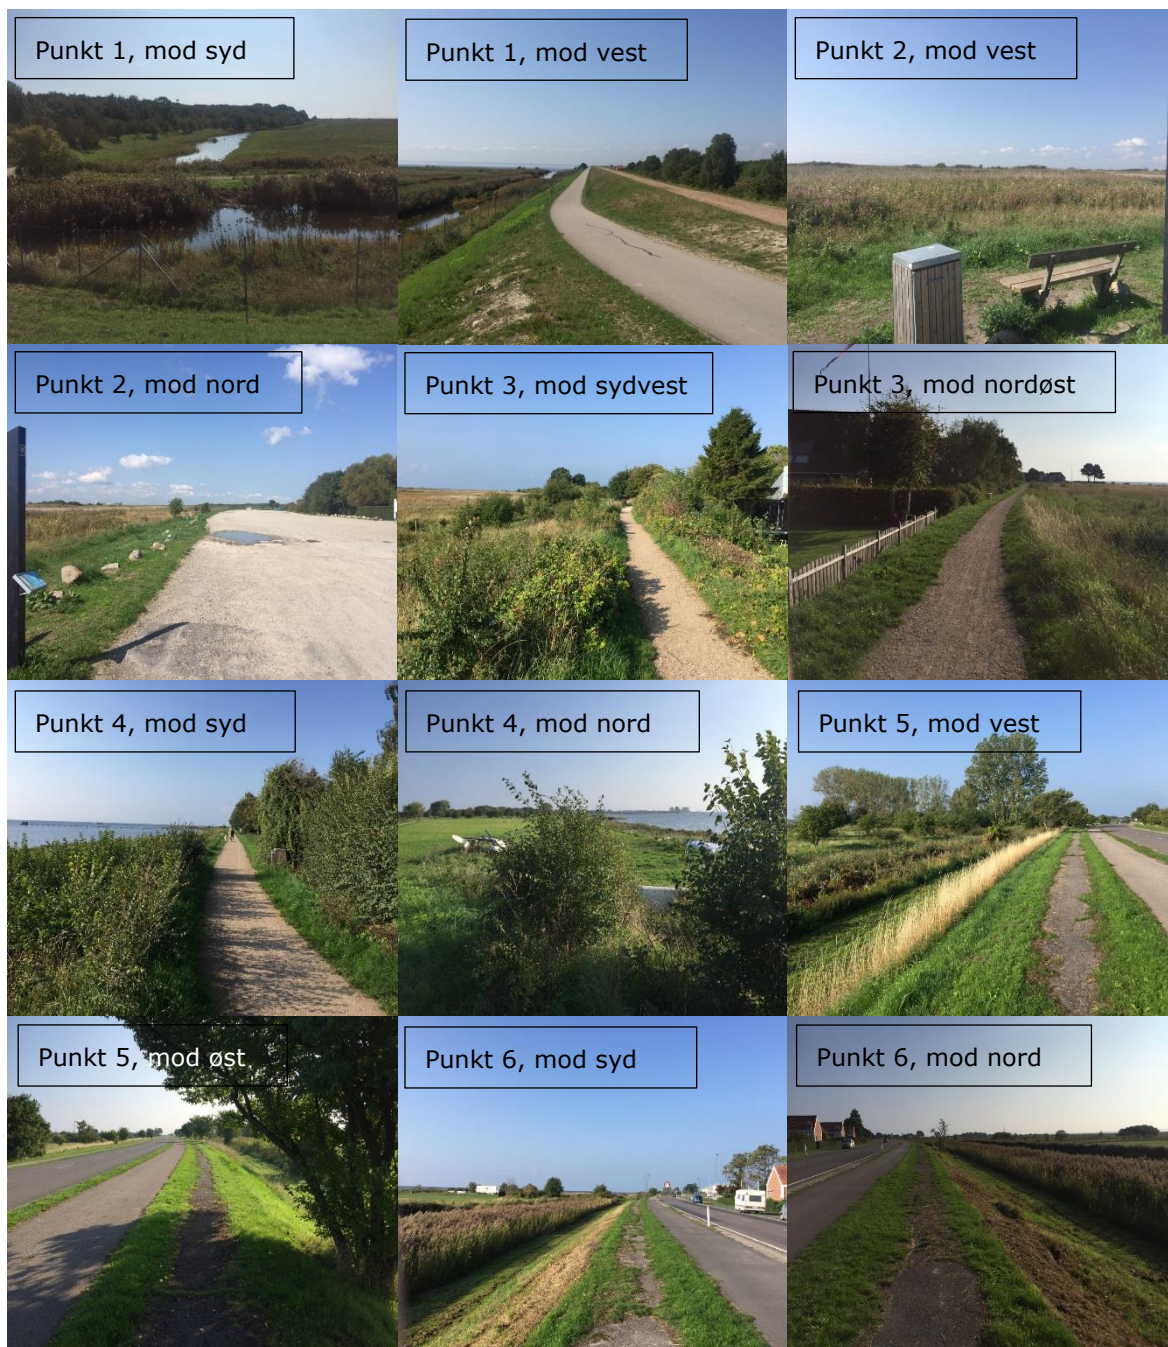 Punkt 1, mod syd
Punkt 1, mod vest
Punkt 2, mod vest
Punkt 2, mod nord
Punkt 3, mod sydvest
Punkt 3, mod nordøst
Punkt 4, mod syd
Punkt 4, mod nord
Punkt 5, mod vest
Punkt 5, mod øst
Punkt 6, mod syd
Punkt 6, mod nord